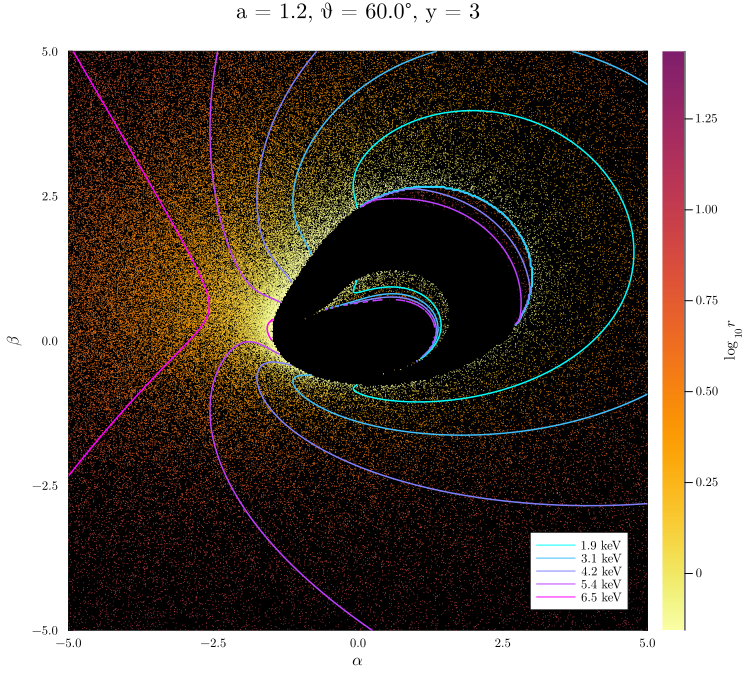 a = 1.2, ϑ = 60.0°, y = 3
5.0
2.5
0.0
−2.5
−5.0
β
−5.0
−2.5
0.0
2.5
5.0
α
1.9 keV
3.1 keV
4.2 keV
5.4 keV
6.5 keV
1.25
1.00
0.75
0.50
0.25
0
log₁₀ r